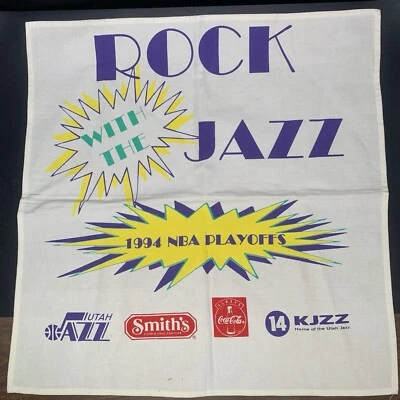 ROCK
WITH
THE
JAZZ
1994 NBA PLAYOFFS
UTAH
JAZZ
Smith's
Coca-Cola
14 KJZZ
Home of the Utah Jazz